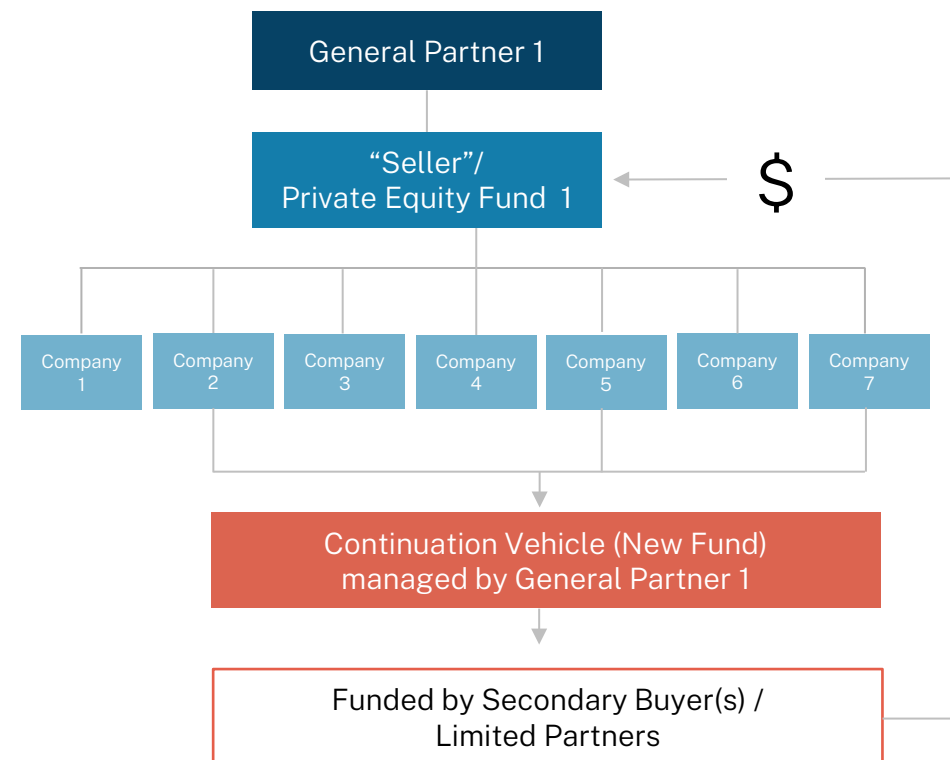 General Partner 1
“Seller”/
Private Equity Fund 1
$
Company
1
Company
2
Company
3
Company
4
Company
5
Company
6
Company
7
Continuation Vehicle (New Fund)
managed by General Partner 1
Funded by Secondary Buyer(s) /
Limited Partners